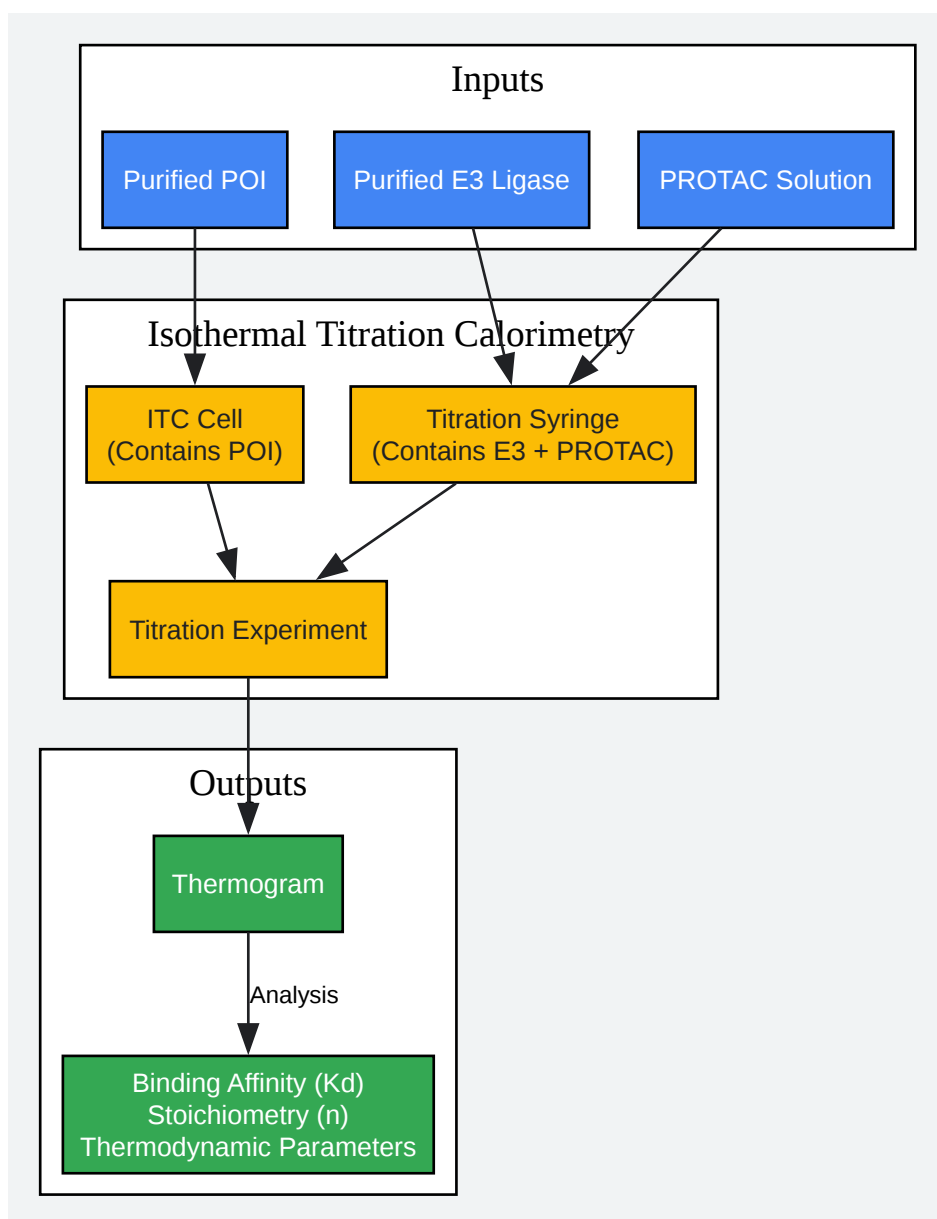 Inputs
Purified POI
Purified E3 Ligase
PROTAC Solution
Isothermal Titration Calorimetry
ITC Cell
(Contains POI)
Titration Syringe
(Contains E3 + PROTAC)
Titration Experiment
Outputs
Thermogram
Analysis
Binding Affinity (Kd)
Stoichiometry (n)
Thermodynamic Parameters